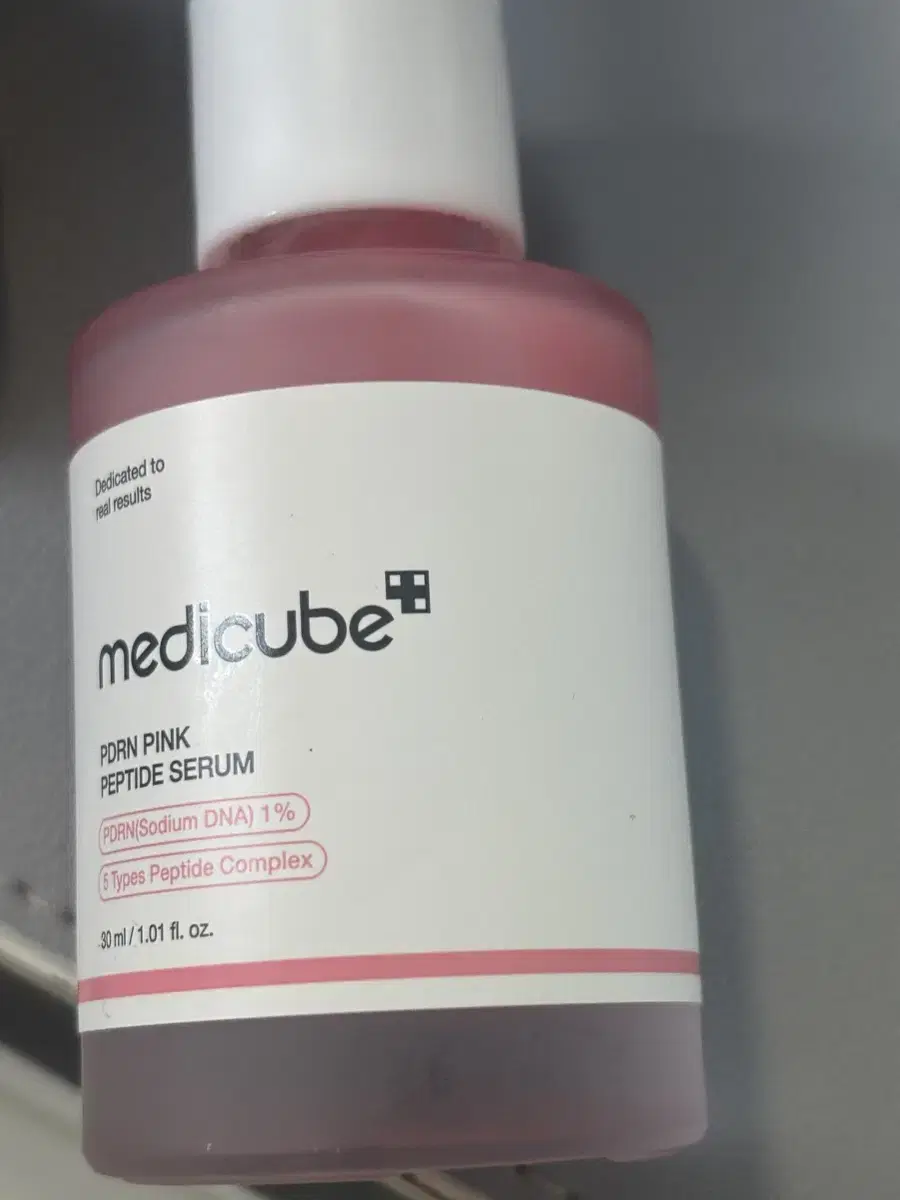 Dedicated to
real results
medicube
PDRN PINK
PEPTIDE SERUM
PDRN(Sodium DNA) 1%
5 Types Peptide Complex
30 ml / 1.01 fl. oz.